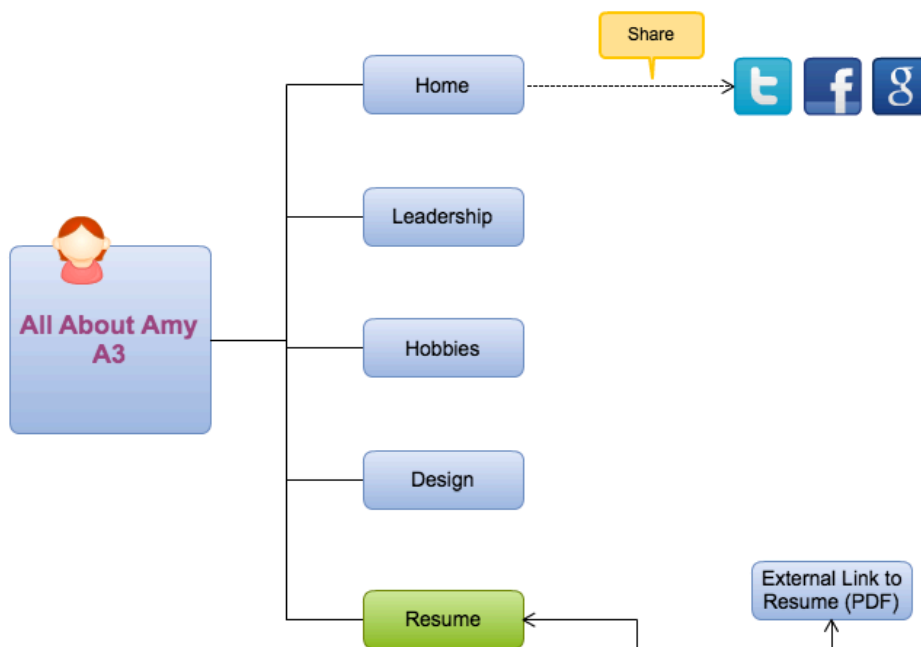 Share
Home
Leadership
All About Amy
A3
Hobbies
Design
External Link to
Resume (PDF)
Resume